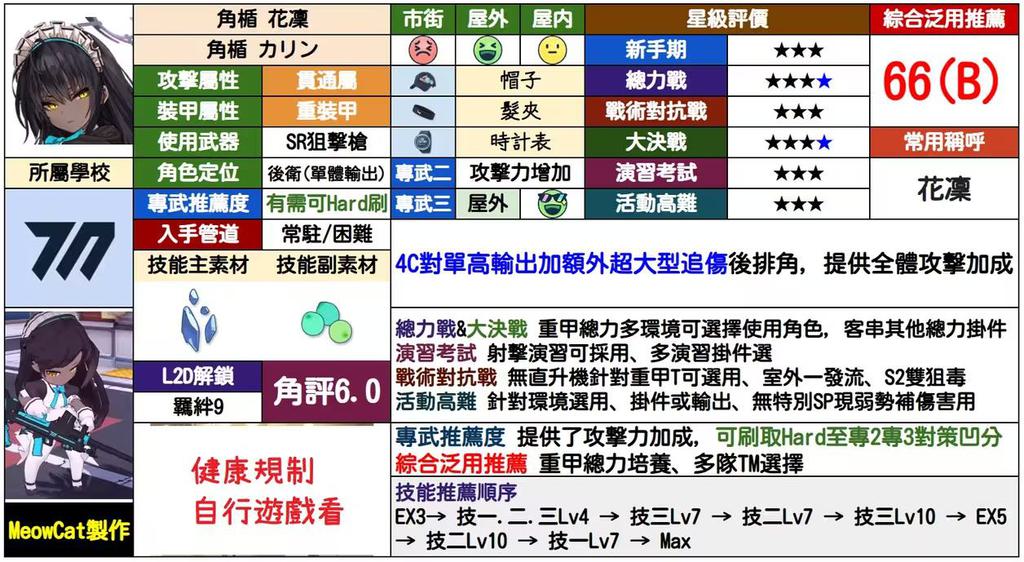 角楯 花凜
市街
屋外
屋内
星級評價
綜合泛用推薦
角楯 カリン
新手期
★★★
66(B)
攻擊屬性
貫通屬
帽子
總力戰
★★★★
裝甲屬性
重裝甲
髮夾
戰術對抗戰
★★★
使用武器
SR狙擊槍
時計表
大決戰
★★★★
常用稱呼
所屬學校
角色定位
後衛(單體輸出)
專武二
攻擊力增加
演習考試
★★★
花凜
專武推薦度
有需可Hard刷
專武三
屋外
活動高難
★★★
入手管道
常駐/困難
4C對單高輸出加額外超大型追傷後排角, 提供全體攻擊加成
技能主素材
技能副素材
總力戰&大決戰 重甲總力多環境可選擇使用角色, 客串其他總力掛件
演習考試 射擊演習可採用、多演習掛件選
戰術對抗戰 無直升機針對重甲T可選用、室外一發流、S2雙狙毒
活動高難 針對環境選用、掛件或輸出、無特別SP現弱勢補傷害用
L2D解鎖
羈絆9
角評6.0
專武推薦度 提供了攻擊力加成, 可刷取Hard至專2專3對策凹分
綜合泛用推薦 重甲總力培養、多隊TM選擇
健康規制
自行遊戲看
技能推薦順序
EX3→ 技一.二.三Lv4 → 技三Lv7 → 技二Lv7 → 技三Lv10 → EX5
→ 技二Lv10 → 技一Lv7 → Max
MeowCat製作